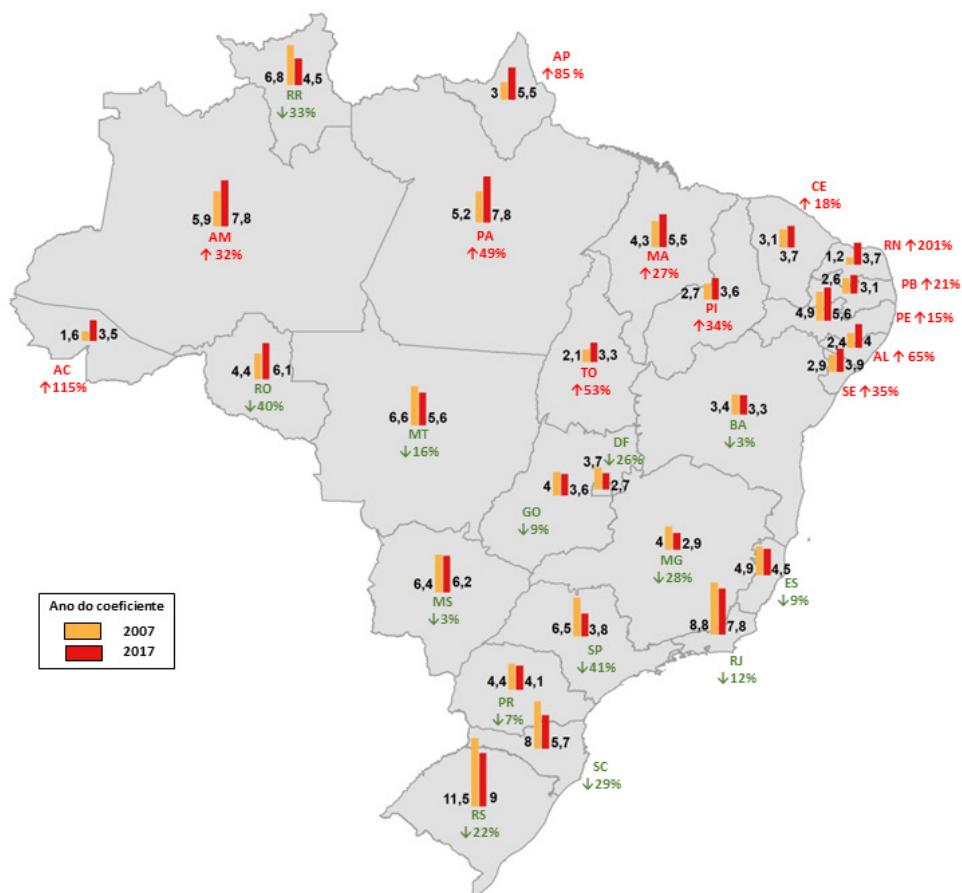 AP
↑85 %
3 5,5
6,8 4,5
RR
↓33%
5,9 7,8
AM
↑ 32%
5,2 7,8
PA
↑49%
4,3 5,5
MA
↑27%
CE
↑ 18%
3,1
3,7
RN ↑201%
1,2 3,7
PB ↑21%
2,6 3,1
PE ↑15%
4,9 5,6
AL ↑ 65%
2,4 4
SE ↑35%
2,9 3,9
2,7 3,6
PI
↑34%
1,6 3,5
AC
↑115%
4,4 6,1
RO
↓40%
2,1 3,3
TO
↑53%
6,6 5,6
MT
↓16%
3,4 3,3
BA
↓3%
DF
↓26%
3,7
2,7
4 3,6
GO
↓9%
4 2,9
MG
↓28%
4,9 4,5
ES
↓9%
6,4 6,2
MS
↓3%
6,5 3,8
SP
↓41%
8,8 7,8
RJ
↓12%
4,4 4,1
PR
↓7%
8 5,7
SC
↓29%
11,5 9
RS
↓22%
Ano do coeficiente
2007
2017